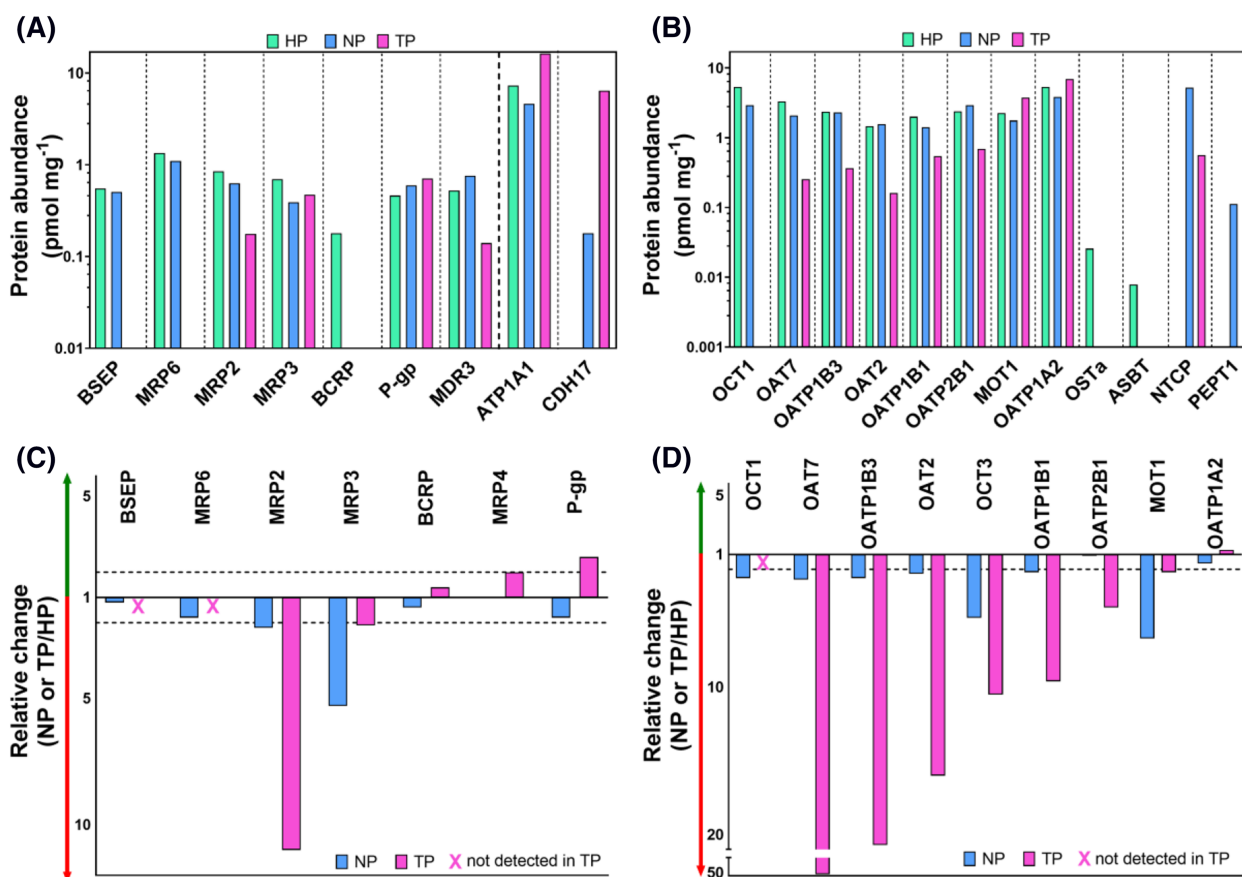 (A)
HP NP TP
Protein abundance
(pmol mg⁻¹)
10
1
0.1
0.01
BSEP MRP6 MRP2 MRP3 BCRP P-gp MDR3 ATP1A1 CDH17
(B)
HP NP TP
Protein abundance
(pmol mg⁻¹)
10
1
0.1
0.01
0.001
OCT1 OAT7 OATP1B3 OAT2 OATP1B1 OATP2B1 MOT1 OATP1A2 OSTa ASBT NTCP PEPT1
(C)
BSEP MRP6 MRP2 MRP3 BCRP MRP4 P-gp
Relative change
(NP or TP/HP)
5
1
5
10
NP TP X not detected in TP
(D)
OCT1 OAT7 OATP1B3 OAT2 OCT3 OATP1B1 OATP2B1 MOT1 OATP1A2
Relative change
(NP or TP/HP)
5
1
10
20
50
NP TP X not detected in TP